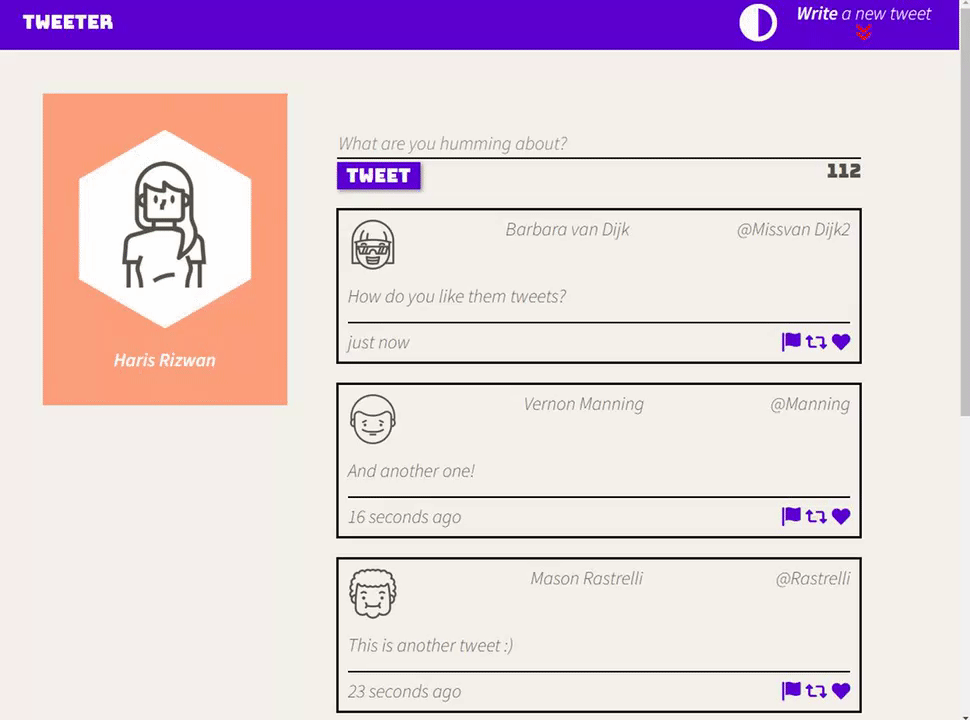 TWEETER
Write a new tweet
Haris Rizwan
What are you humming about?
TWEET
112
Barbara van Dijk
@Missvan Dijk2
How do you like them tweets?
just now
Vernon Manning
@Manning
And another one!
16 seconds ago
Mason Rastrelli
@Rastrelli
This is another tweet :)
23 seconds ago